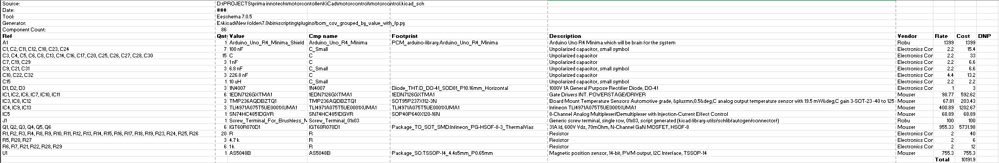 Source: D:\PROJECTS\prima innotech\motorcontoller\KiCad\motorcontrol\motorcontrol.kicad_sch
Date: ###
Tool: Eeschema 7.0.5
Generator: E:\kicad\New folder\7.0\bin\scripting\plugins/bom_csv_grouped_by_value_with_fp.py
Component Count: 86
Ref Qnty Value Cmp name Footprint Description Vendor Rate Cost DNP
A1 1 Arduino_Uno_R4_Minima_Shield Arduino_Uno_R4_Minima PCM_arduino-library:Arduino_Uno_R4_Minima Arduino Uno R4 Minima which will be brain for the system Robu 1399 1399
C1, C2, C11, C12, C18, C23, C24 7 100 nF C_Small Unpolarized capacitor, small symbol Electronics Cor 2.2 15.4
C3, C4, C5, C6, C8, C13, C14, C16, C17, C20, C25, C26, C27, C28, C30 15 C C Unpolarized capacitor Electronics Cor 2.2 33
C7, C19, C29 3 1 nF C Unpolarized capacitor Electronics Cor 2.2 6.6
C9, C21, C31 3 6.8 nF C_Small Unpolarized capacitor, small symbol Electronics Cor 2.2 6.6
C10, C22, C32 3 226.8 nF C Unpolarized capacitor Electronics Cor 4.4 13.2
C15 1 10 uH C_Small Unpolarized capacitor, small symbol Electronics Cor 2.2 2.2
D1, D2, D3 3 1N4007 1N4007 Diode_THT:D_DO-41_SOD81_P10.16mm_Horizontal 1000V 1A General Purpose Rectifier Diode, DO-41 Electronics Cor 1 3
IC1, IC2, IC6, IC7, IC10, IC11 6 1EDN7126GXTMA1 1EDN7126GXTMA1 Gate Drivers INT. POWERSTAGE/DRIVER Mouser 98.77 592.62
IC3, IC8, IC12 3 TMP236AQDBZTQ1 TMP236AQDBZTQ1 SOT95P237X112-3N Board Mount Temperature Sensors Automotive grade, &plusmn;0.5&deg;C analog output temperature sensor with 19.5 mV/&deg;C gain 3-SOT-23 -40 to 125 Mouser 67.81 203.43
IC4, IC9, IC13 3 TLI4971A075T5UE0001XUMA1 TLI4971A075T5UE0001XUMA1 Infineon TLI4971A075T5UE0001XUMA1 Mouser 400.89 1202.67
IC5 1 SN74HC4851DGVR SN74HC4851DGVR SOP40P640X120-16N 8-Channel Analog Multiplexer/Demultiplexer with Injection-Current Effect Control Mouser 68.89 68.89
J1 1 Screw_Terminal_For_Brushless_M Screw_Terminal_01x03 Generic screw terminal, single row, 01x03, script generated (kicad-library-utils/schlib/autogen/connector/) Robu 100 100
Q1, Q2, Q3, Q4, Q5, Q6 6 IGT60R070D1 IGT60R070D1 Package_TO_SOT_SMD:Infineon_PG-HSOF-8-3_ThermalVias 31A Id, 600V Vds, 70mOhm, N-Channel GaN MOSFET, HSOF-8 Mouser 955.33 5731.98
R1, R2, R3, R4, R8, R9, R10, R11, R12, R13, R14, R15, R16, R17, R18, R19, R23, R24, R25, R26 20 R R Resistor Electronics Cor 2 40
R5, R20, R27 3 4.7 k R Resistor Electronics Cor 2 6
R6, R7, R21, R22, R28, R29 6 1 k R Resistor Electronics Cor 2 12
U1 1 AS5048B AS5048B Package_SO:TSSOP-14_4.4x5mm_P0.65mm Magnetic position sensor, 14-bit, PWM output, I2C Interface, TSSOP-14 Mouser 755.3 755.3
Total 10191.9